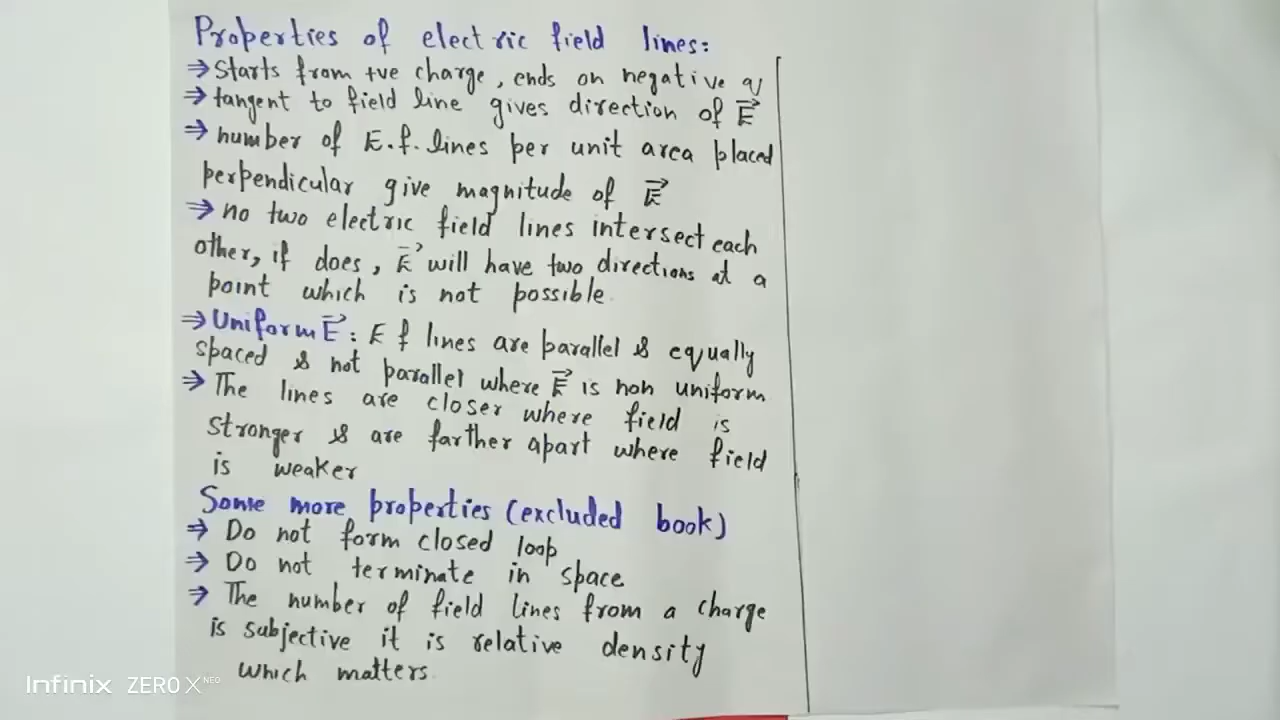 Properties of electric field lines:
⇒ Starts from +ve charge, ends on negative q
⇒ tangent to field line gives direction of E⃗
⇒ number of E.f. lines per unit area placed
perpendicular give magnitude of E⃗
⇒ no two electric field lines intersect each
other, if does, E⃗ will have two directions at a
point which is not possible.
⇒ Uniform E⃗: E f lines are parallel & equally
spaced & not parallel where E⃗ is non uniform
⇒ The lines are closer where field is
stronger & are farther apart where field
is weaker
Some more properties (excluded book)
⇒ Do not form closed loop
⇒ Do not terminate in space
⇒ The number of field lines from a charge
is subjective it is relative density
which matters.
Infinix ZERO X NEO